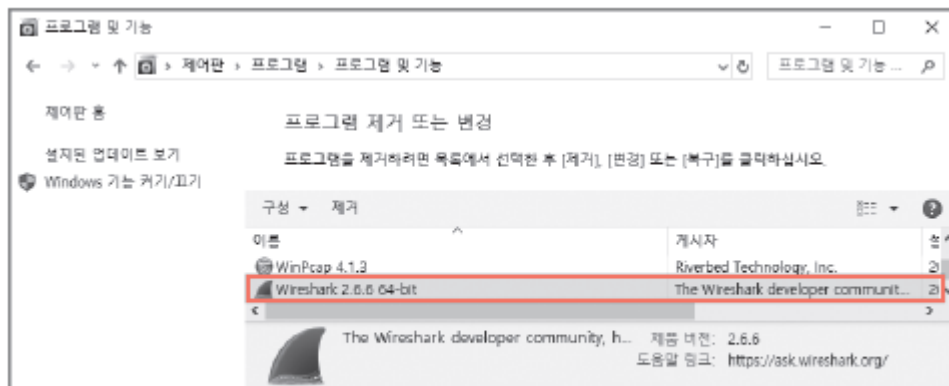 프로그램 및 기능
제어판 › 프로그램 › 프로그램 및 기능
프로그램 및 기능 ...
제어판 홈
프로그램 제거 또는 변경
설치된 업데이트 보기
프로그램을 제거하려면 목록에서 선택한 후 [제거], [변경] 또는 [복구]를 클릭하십시오.
Windows 기능 켜기/끄기
구성 제거
이름 게시자
WinPcap 4.1.3 Riverbed Technology, Inc.
Wireshark 2.6.6 64-bit The Wireshark developer communit...
The Wireshark developer community, h... 제품 버전: 2.6.6
도움말 링크: https://ask.wireshark.org/